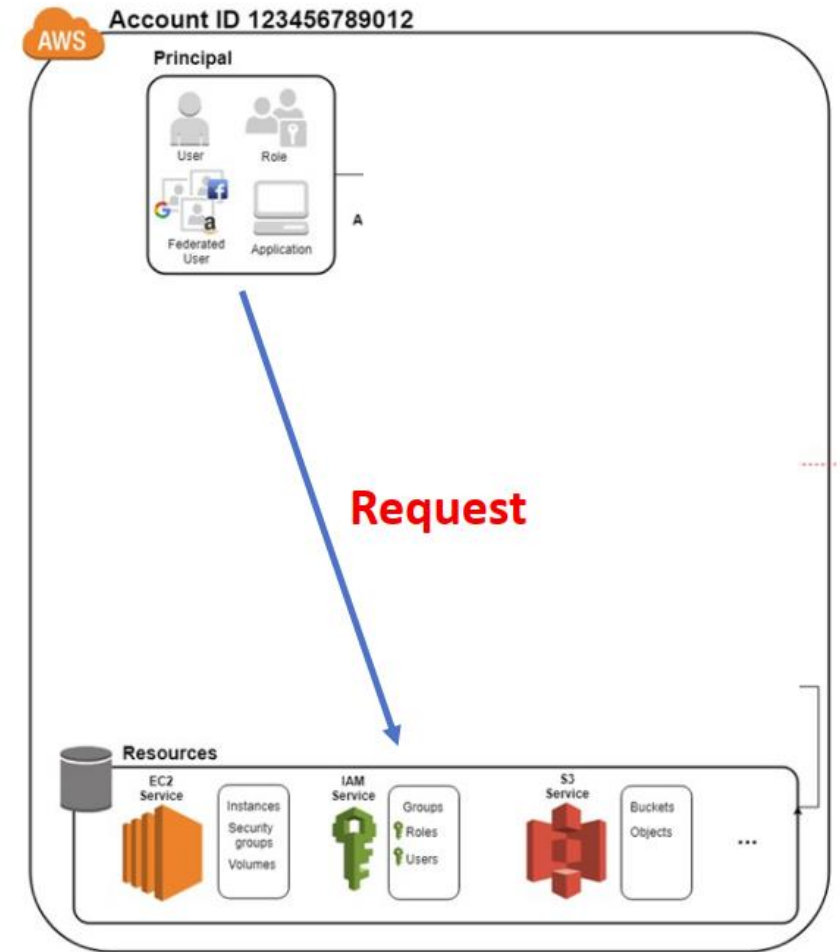 AWS
Account ID 123456789012
Principal
User
Role
G
f
a
Federated
User
Application
A
Request
Resources
EC2
Service
Instances
Security
groups
Volumes
IAM
Service
Groups
Roles
Users
S3
Service
Buckets
Objects
...